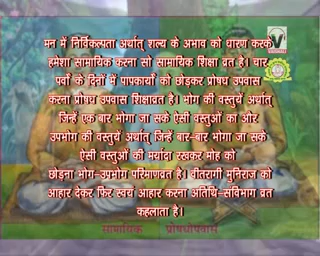 मन में निर्विकल्पता अर्थात् शल्य के अभाव को धारण करके
हमेशा सामायिक करना सो सामायिक शिक्षा व्रत है। चार
पर्वों के दिनों में पापकार्यों को छोड़कर प्रोषध उपवास
करना प्रोषध उपवास शिक्षाव्रत है। भोग की वस्तुयें अर्थात्
जिन्हें एक बार भोगा जा सके ऐसी वस्तुओं का और
उपभोग की वस्तुयें अर्थात् जिन्हें बार-बार भोगा जा सके
ऐसी वस्तुओं की मर्यादा रखकर मोह को
छोड़ना भोग-उपभोग परिमाणव्रत है। वीतरागी मुनिराज को
आहार देकर फिर स्वयं आहार करना अतिथि-संविभाग व्रत
कहलाता है।
सामायिक प्रोषधोपवास